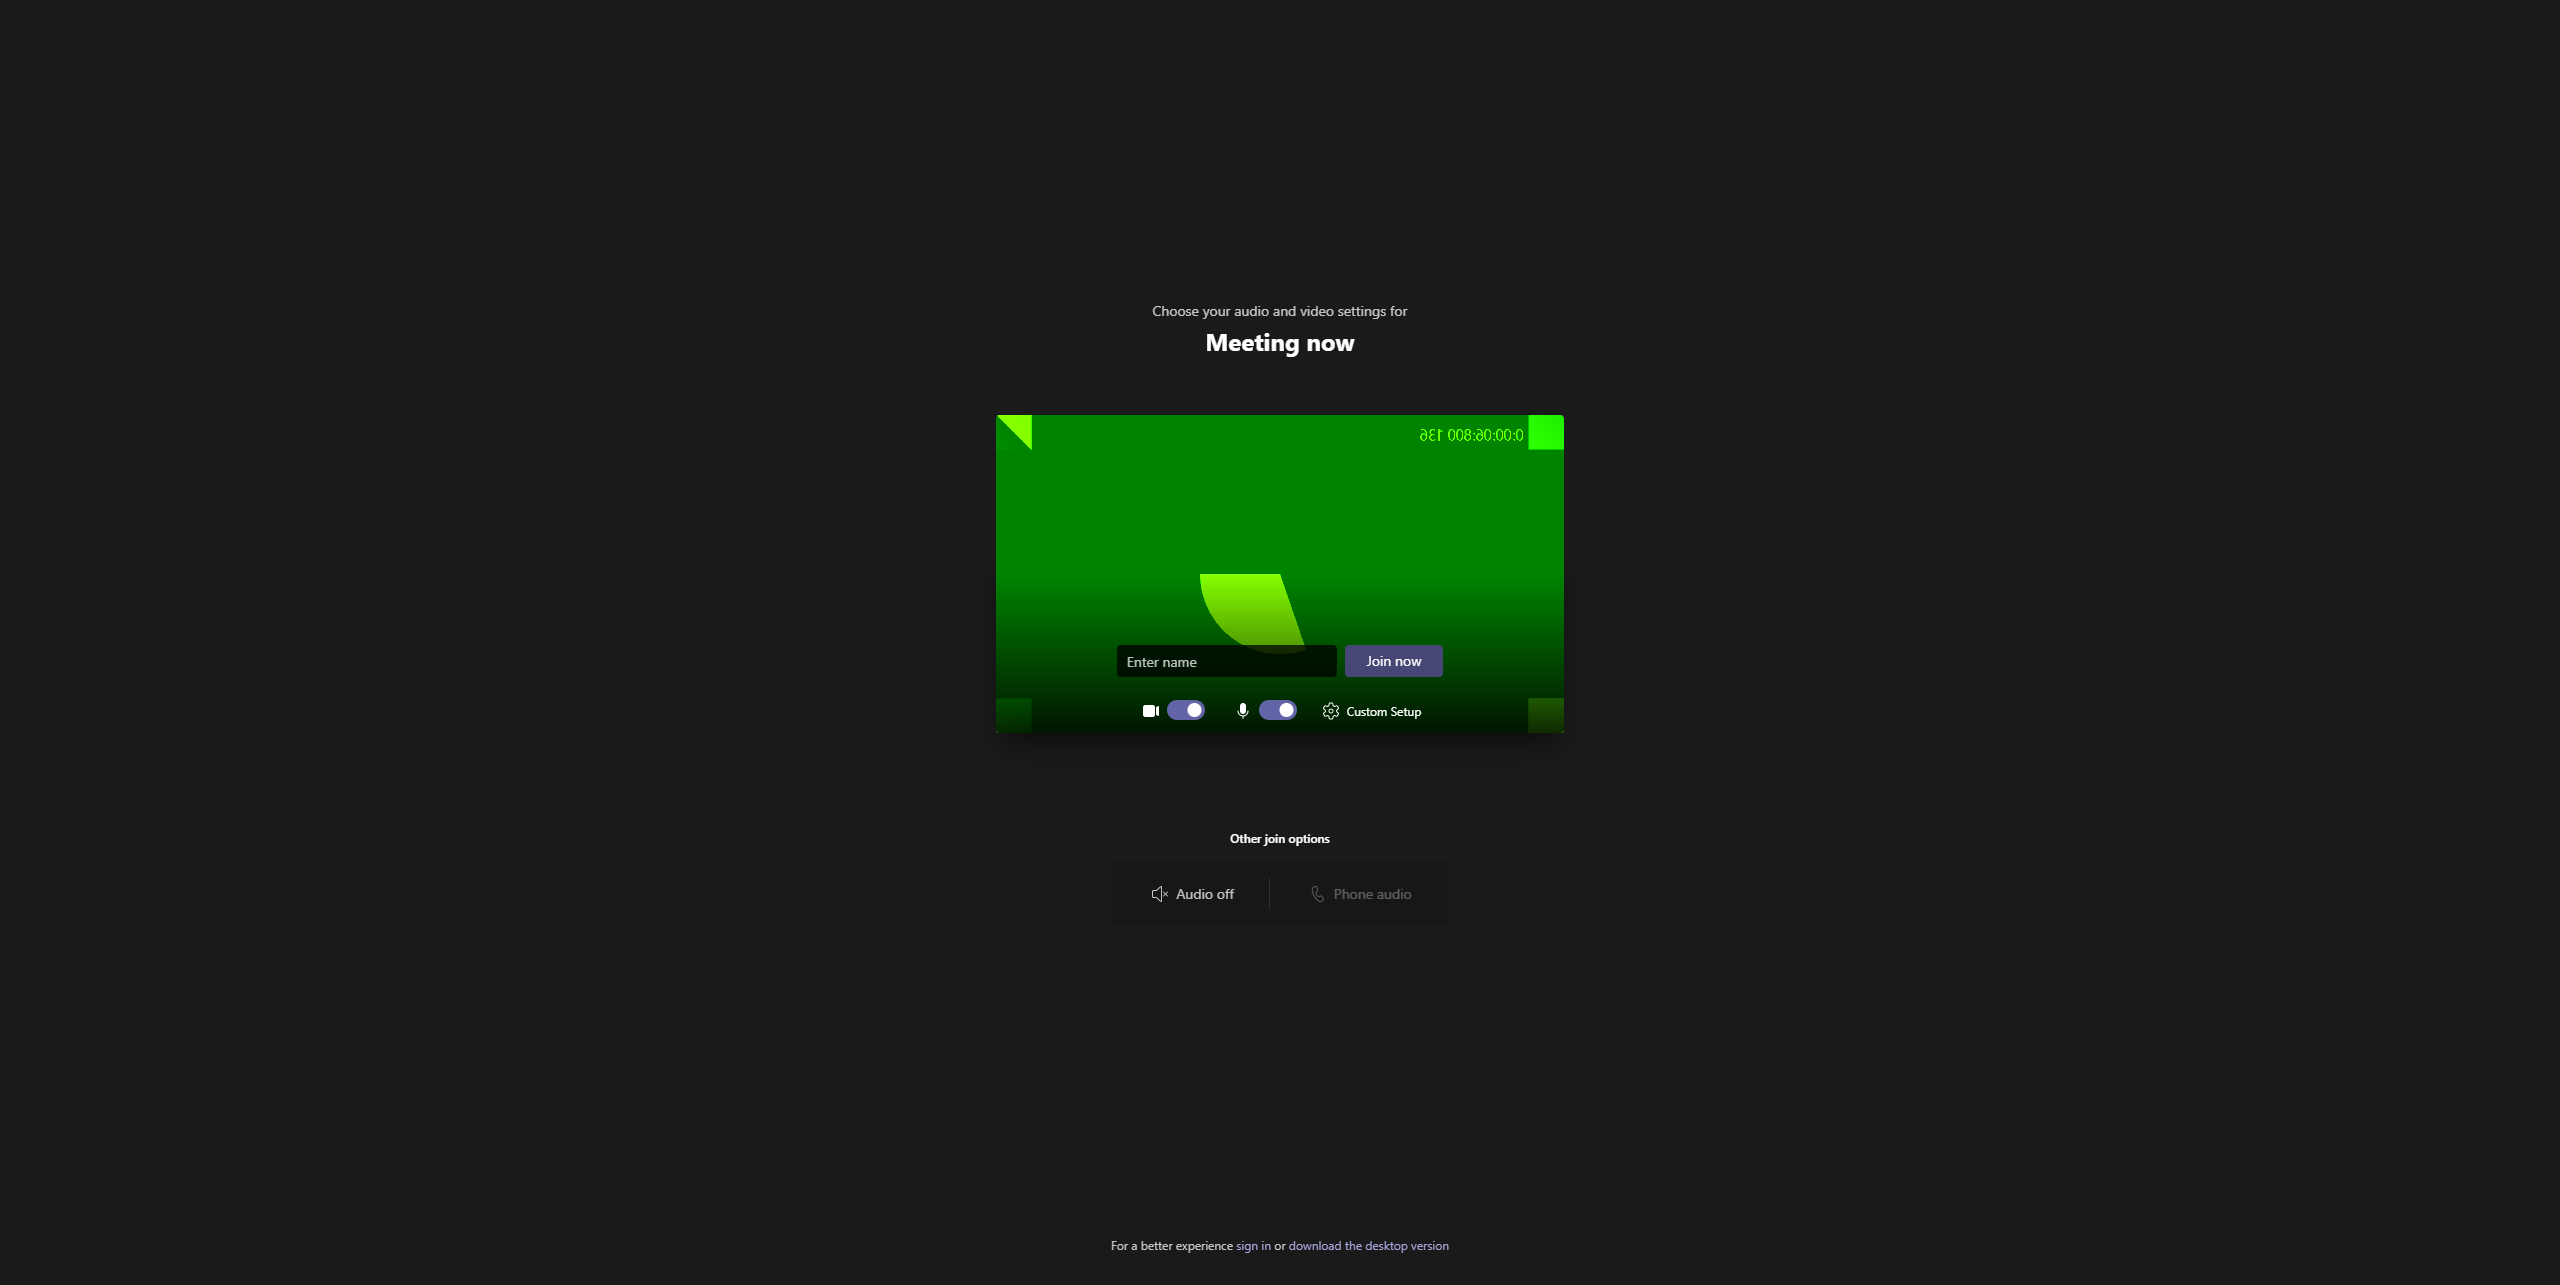 Choose your audio and video settings for
Meeting now
0:00:06:800 136
Enter name
Join now
Custom Setup
Other join options
Audio off
Phone audio
For a better experience sign in or download the desktop version